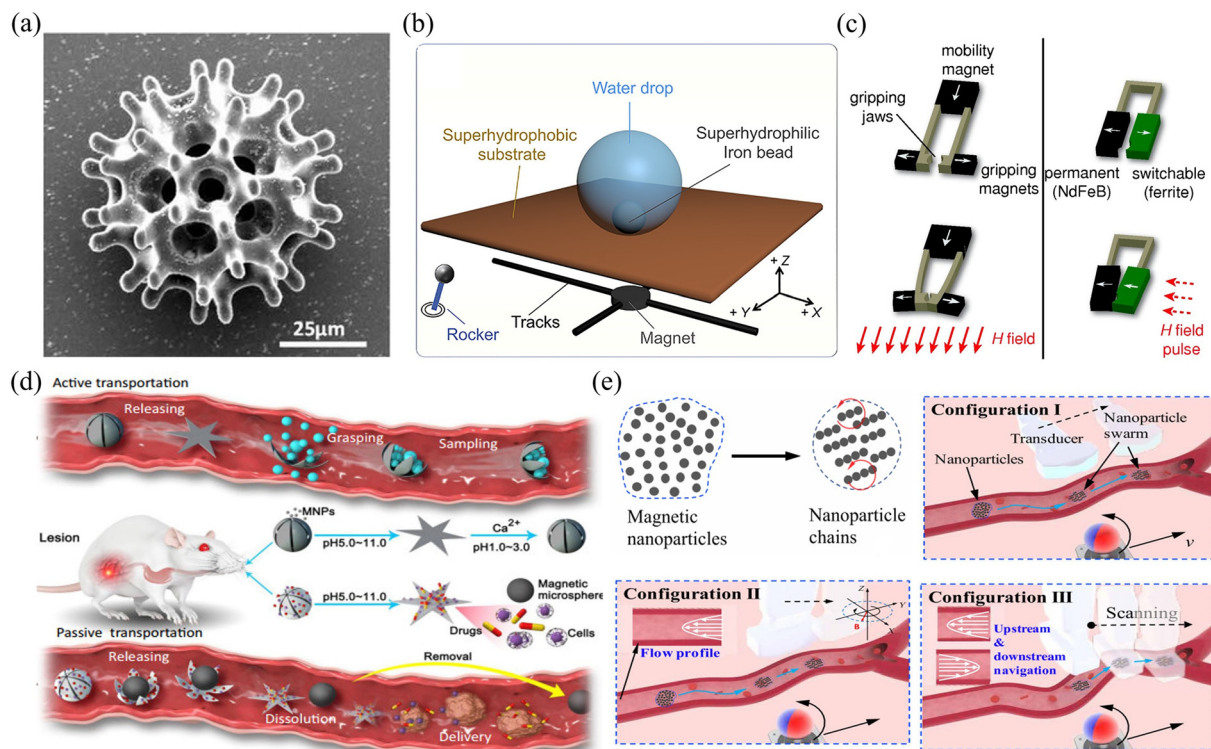 (a)
25μm
(b)
Water drop
Superhydrophobic
substrate
Superhydrophilic
Iron bead
Rocker
Tracks
Magnet
+ Z
+ Y
+ X
(c)
mobility
magnet
gripping
jaws
gripping
magnets
permanent
(NdFeB)
switchable
(ferrite)
H field
H field
pulse
(d)
Active transportation
Releasing
Grasping
Sampling
MNPs
Lesion
pH5.0~11.0
Ca2+
pH1.0~3.0
pH5.0~11.0
Magnetic
microsphere
Drugs
Cells
Passive transportation
Releasing
Removal
Dissolution
Delivery
(e)
Magnetic
nanoparticles
Nanoparticle
chains
Configuration I
Transducer
Nanoparticle
swarm
Nanoparticles
v
Configuration II
Flow profile
Z
Y
X
B
Configuration III
Scanning
Upstream
&
downstream
navigation